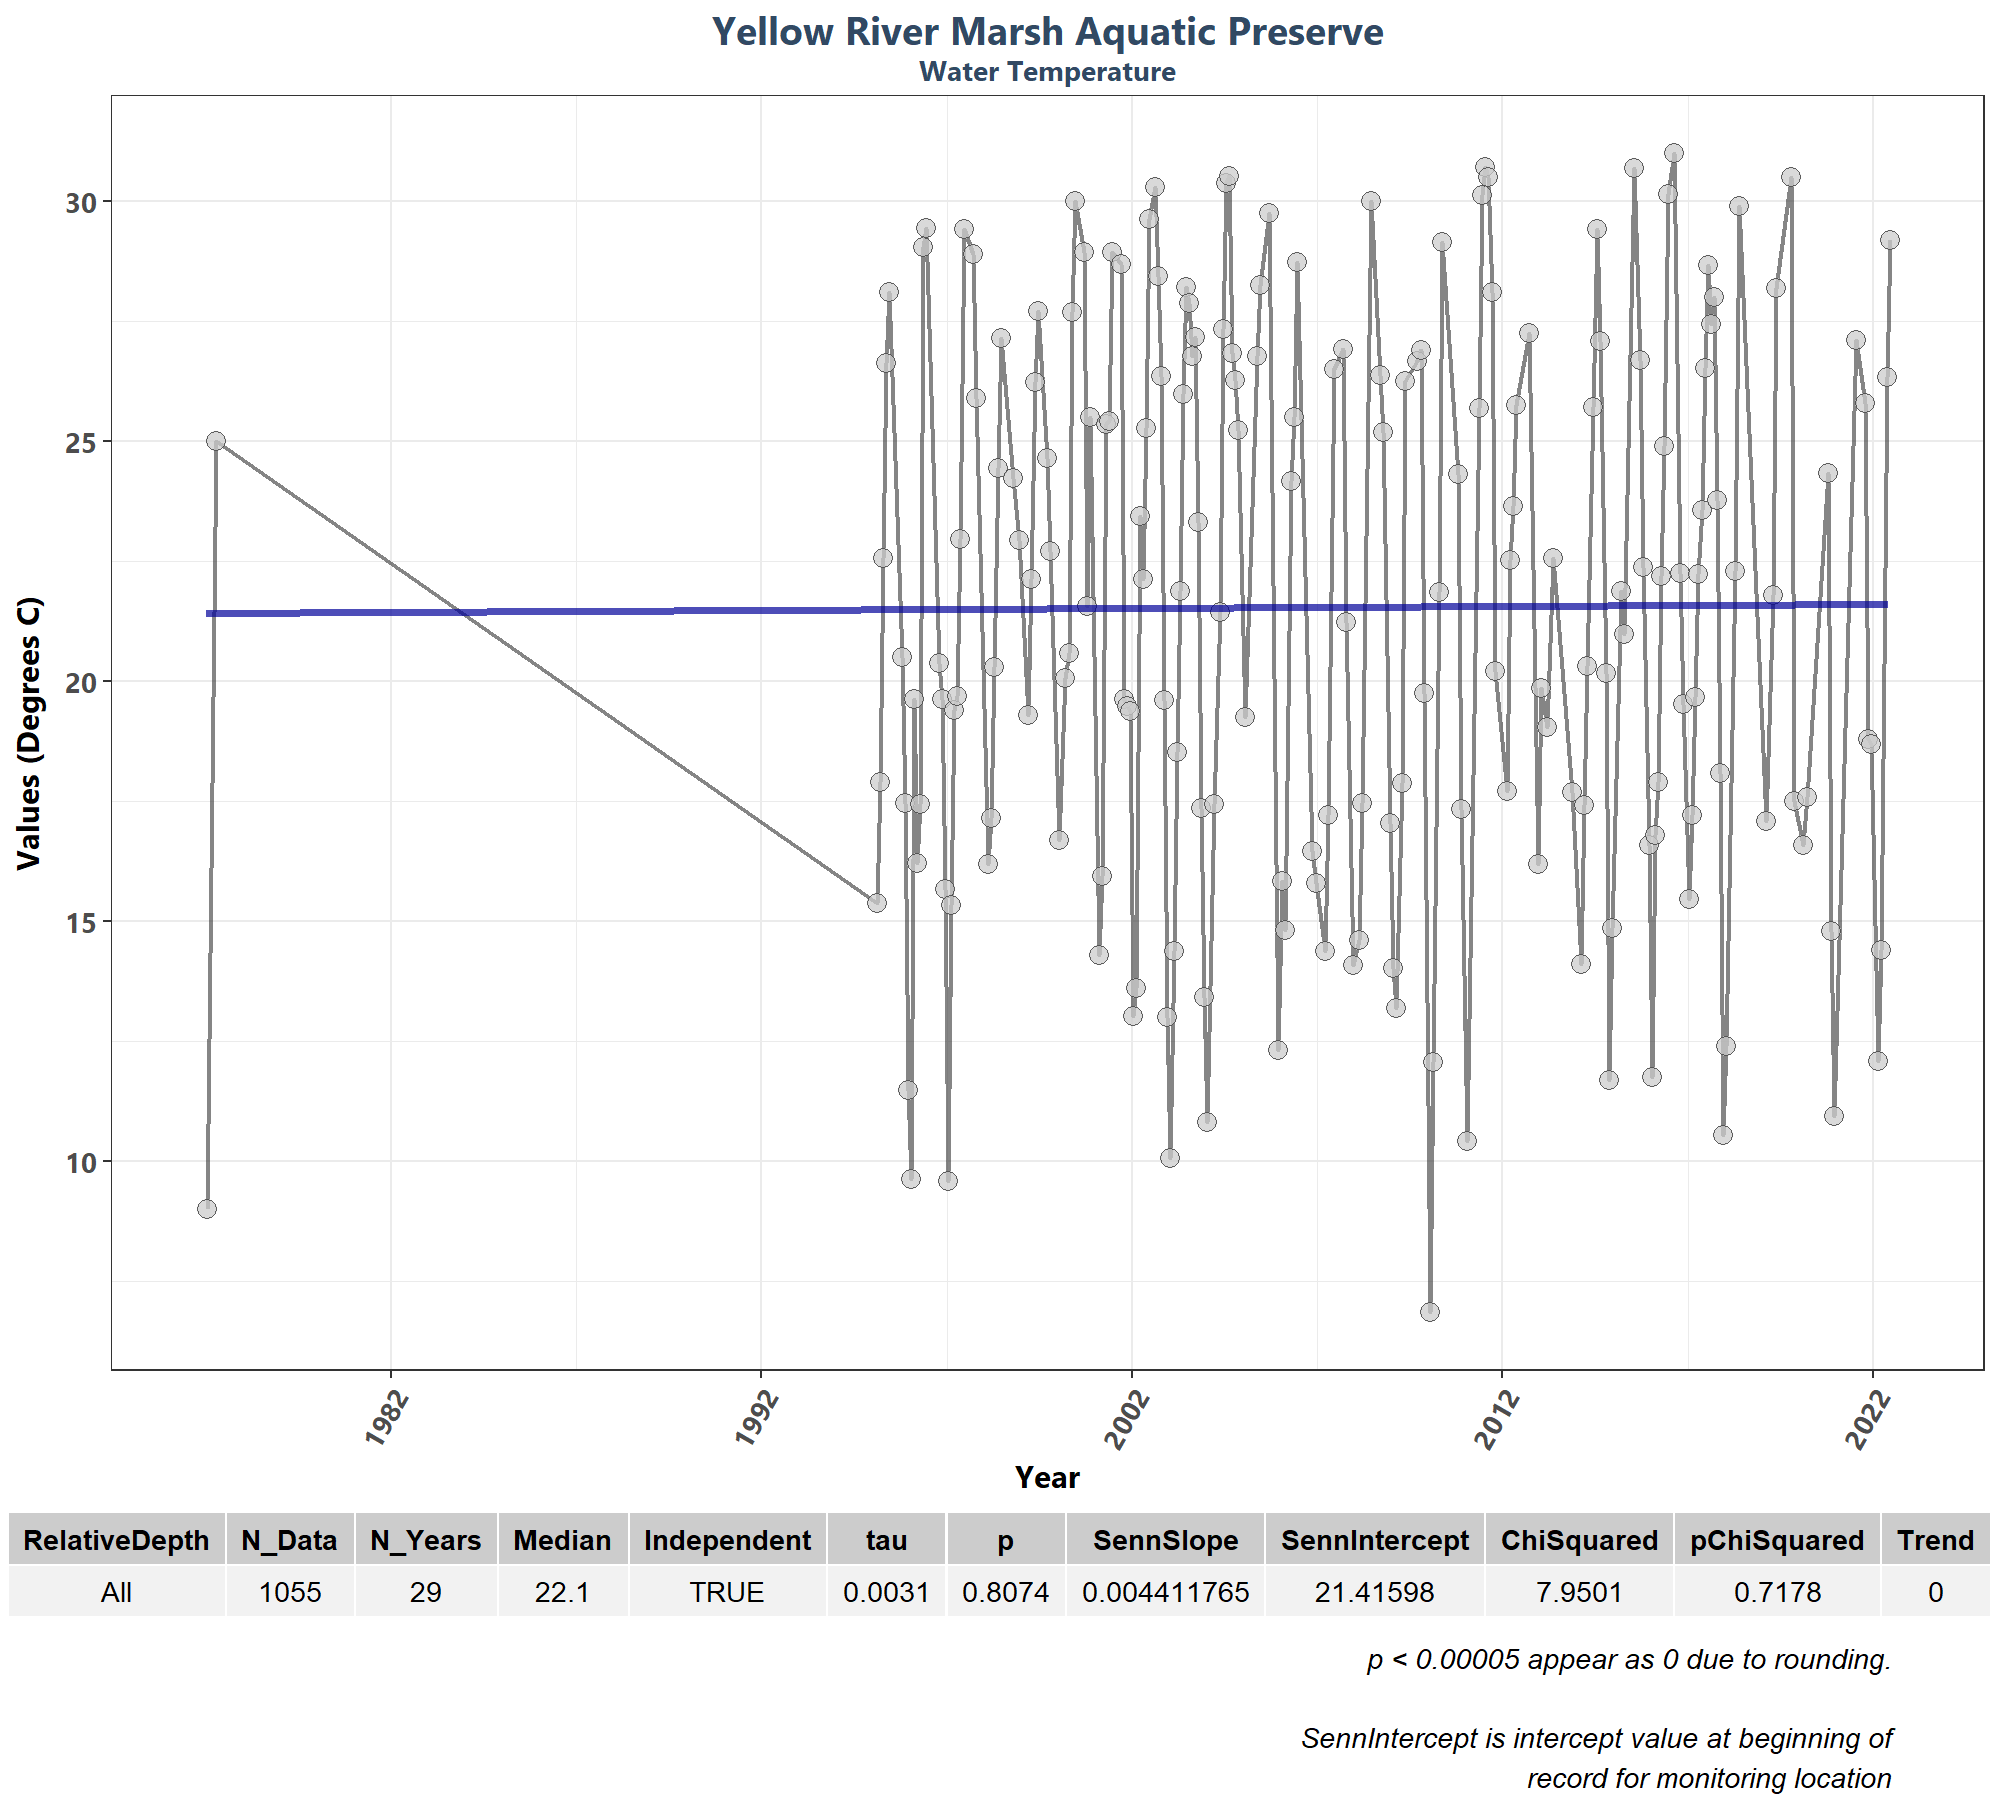 Yellow River Marsh Aquatic Preserve
Water Temperature
Values (Degrees C)
30
25
20
15
10
1982 1992 2002 2012 2022
Year
RelativeDepth N_Data N_Years Median Independent tau p SennSlope SennIntercept ChiSquared pChiSquared Trend
All 1055 29 22.1 TRUE 0.0031 0.8074 0.004411765 21.41598 7.9501 0.7178 0
p < 0.00005 appear as 0 due to rounding.
SennIntercept is intercept value at beginning of
record for monitoring location